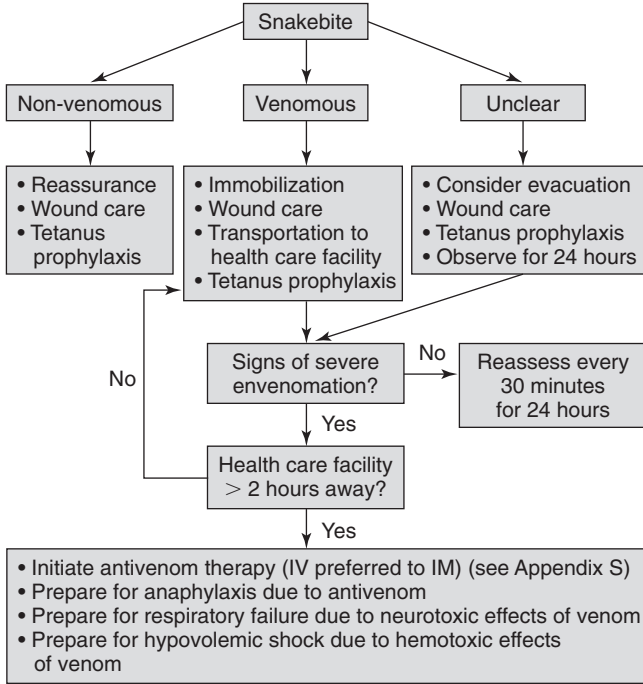 Snakebite
Non-venomous
Venomous
Unclear
• Reassurance
• Wound care
• Tetanus
prophylaxis
• Immobilization
• Wound care
• Transportation to
health care facility
• Tetanus prophylaxis
• Consider evacuation
• Wound care
• Tetanus prophylaxis
• Observe for 24 hours
Signs of severe
envenomation?
No
Reassess every
30 minutes
for 24 hours
No
Yes
Health care facility
> 2 hours away?
Yes
• Initiate antivenom therapy (IV preferred to IM) (see Appendix S)
• Prepare for anaphylaxis due to antivenom
• Prepare for respiratory failure due to neurotoxic effects of venom
• Prepare for hypovolemic shock due to hemotoxic effects
of venom